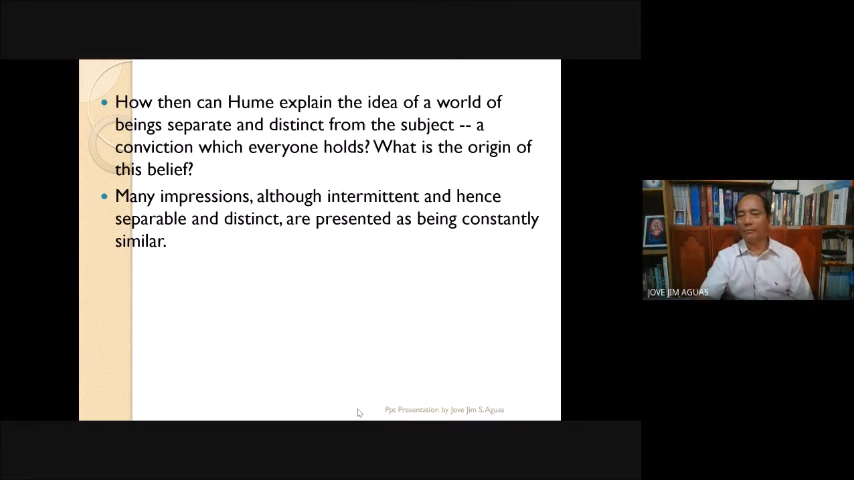 How then can Hume explain the idea of a world of
beings separate and distinct from the subject -- a
conviction which everyone holds? What is the origin of
this belief?
Many impressions, although intermittent and hence
separable and distinct, are presented as being constantly
similar.
JOVE JIM AGUAS
Ppt Presentation by Jove Jim S. Aguas